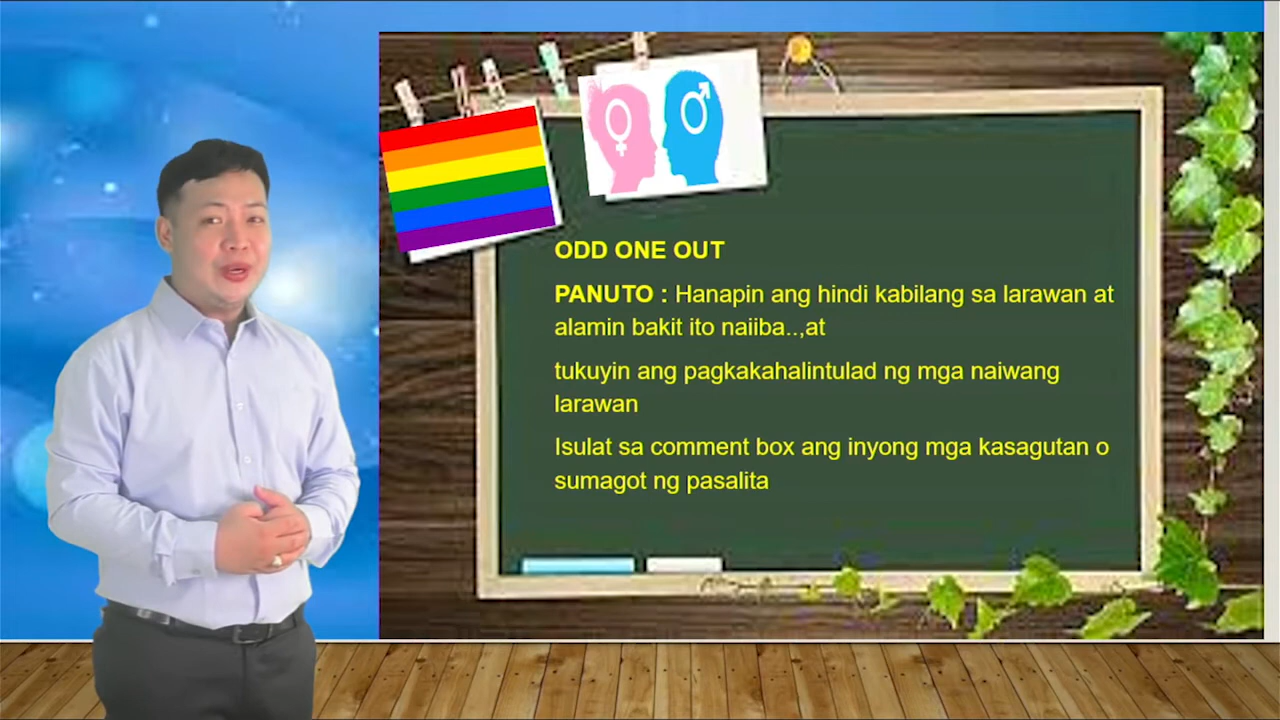 ODD ONE OUT
PANUTO : Hanapin ang hindi kabilang sa larawan at
alamin bakit ito naiiba..,at
tukuyin ang pagkakahalintulad ng mga naiwang
larawan
Isulat sa comment box ang inyong mga kasagutan o
sumagot ng pasalita